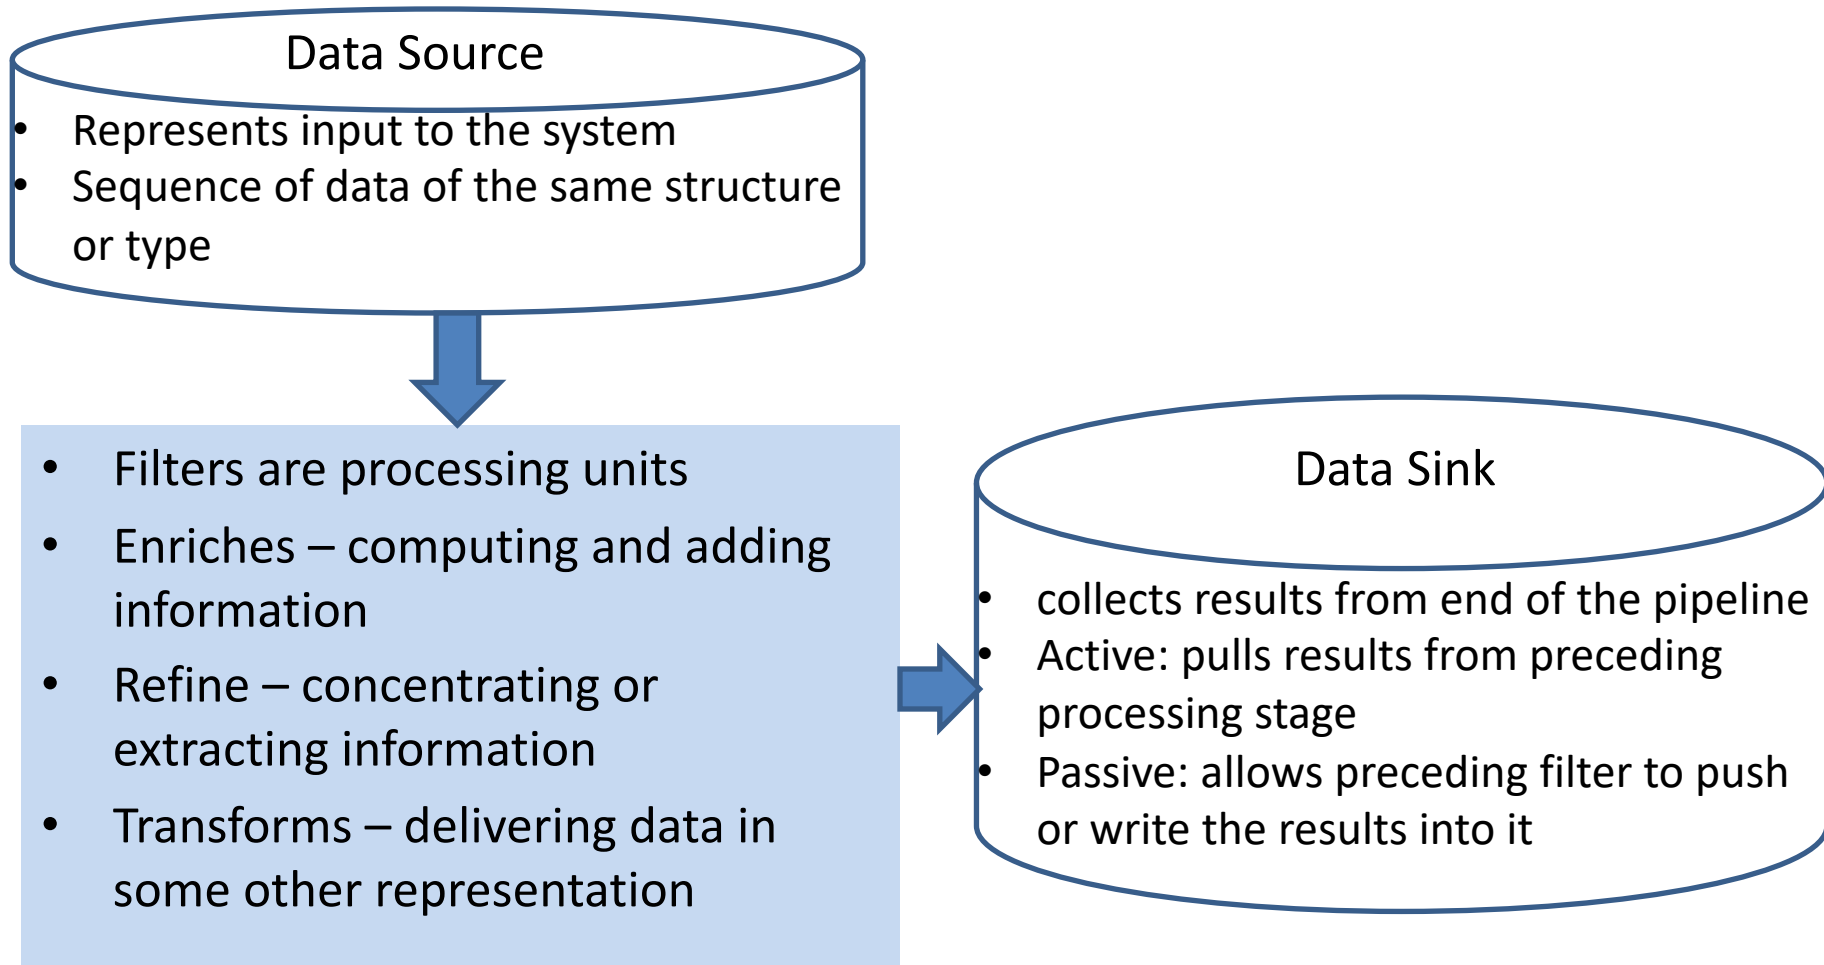 Data Source
• Represents input to the system
• Sequence of data of the same structure
or type
• Filters are processing units
• Enriches – computing and adding
information
• Refine – concentrating or
extracting information
• Transforms – delivering data in
some other representation
Data Sink
• collects results from end of the pipeline
• Active: pulls results from preceding
processing stage
• Passive: allows preceding filter to push
or write the results into it